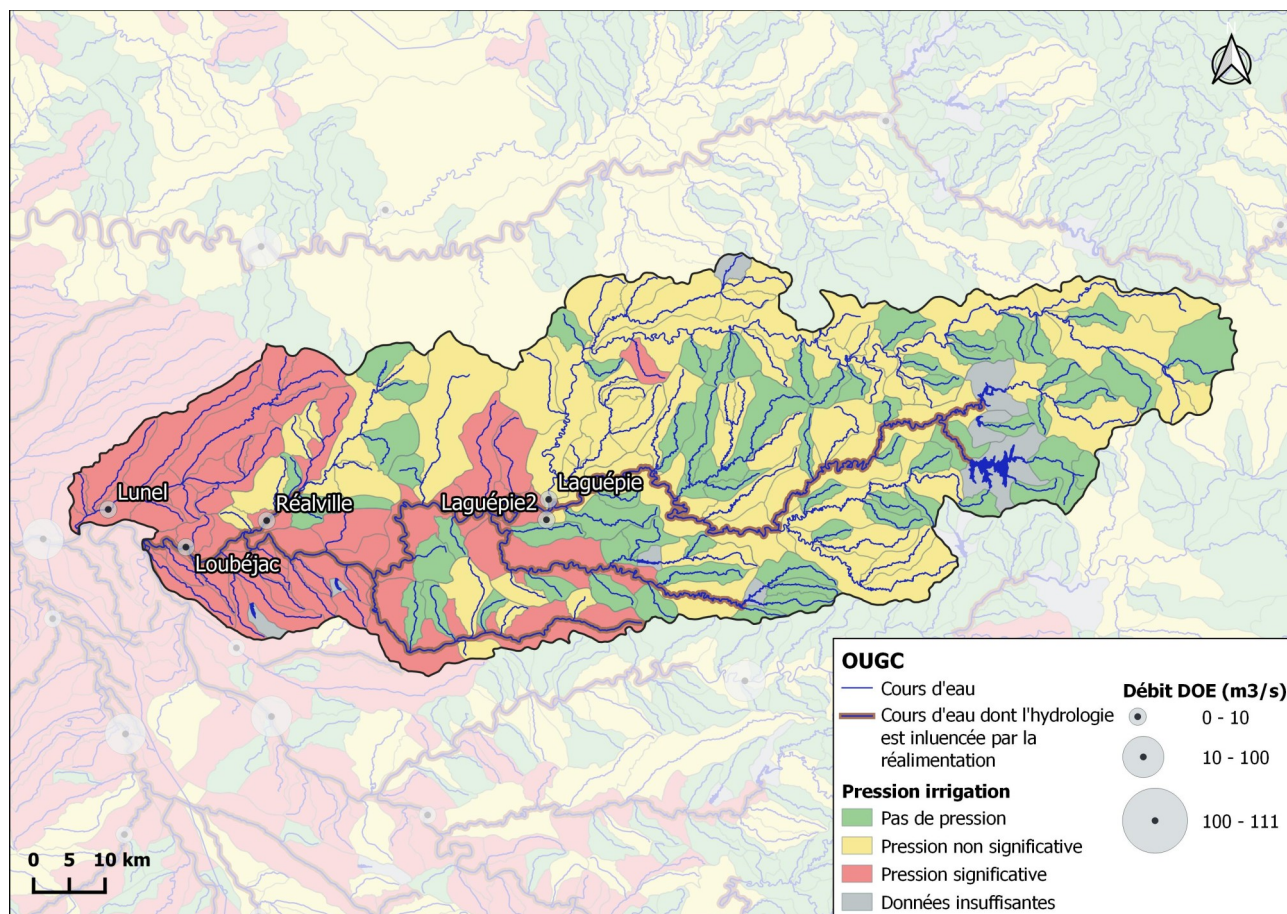 Lunel
Réalville
Loubéjac
Laguépie2
Laguépie
OUGC
Cours d'eau
Cours d'eau dont l'hydrologie
est inluencée par la
réalimentation
Pression irrigation
Pas de pression
Pression non significative
Pression significative
Données insuffisantes
Débit DOE (m3/s)
0 - 10
10 - 100
100 - 111
0 5 10 km